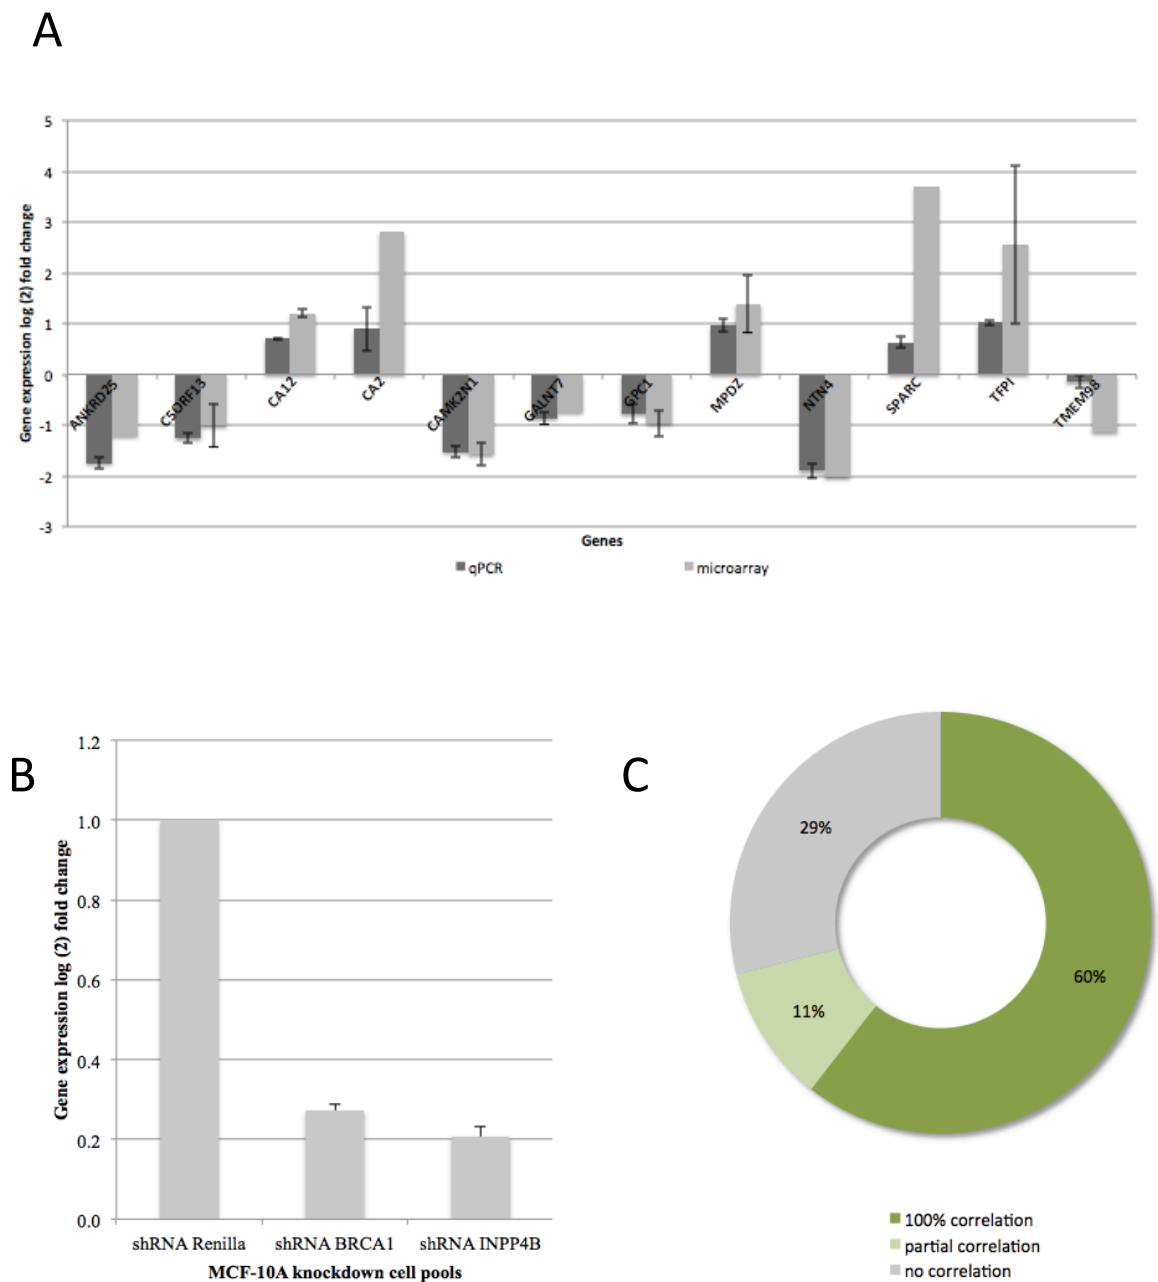 A
Gene expression log (2) fold change
5
4
3
2
1
0
-1
-2
-3
ANKRD25
C5ORF13
CA12
CA2
CAMK2N1
GALNT7
GPC1
MPDZ
NTN4
SPARC
TFPI
TMEM98
Genes
qPCR
microarray
B
Gene expression log (2) fold change
1.2
1.0
0.8
0.6
0.4
0.2
0.0
shRNA Renilla
shRNA BRCA1
shRNA INPP4B
MCF-10A knockdown cell pools
C
29%
60%
11%
100% correlation
partial correlation
no correlation